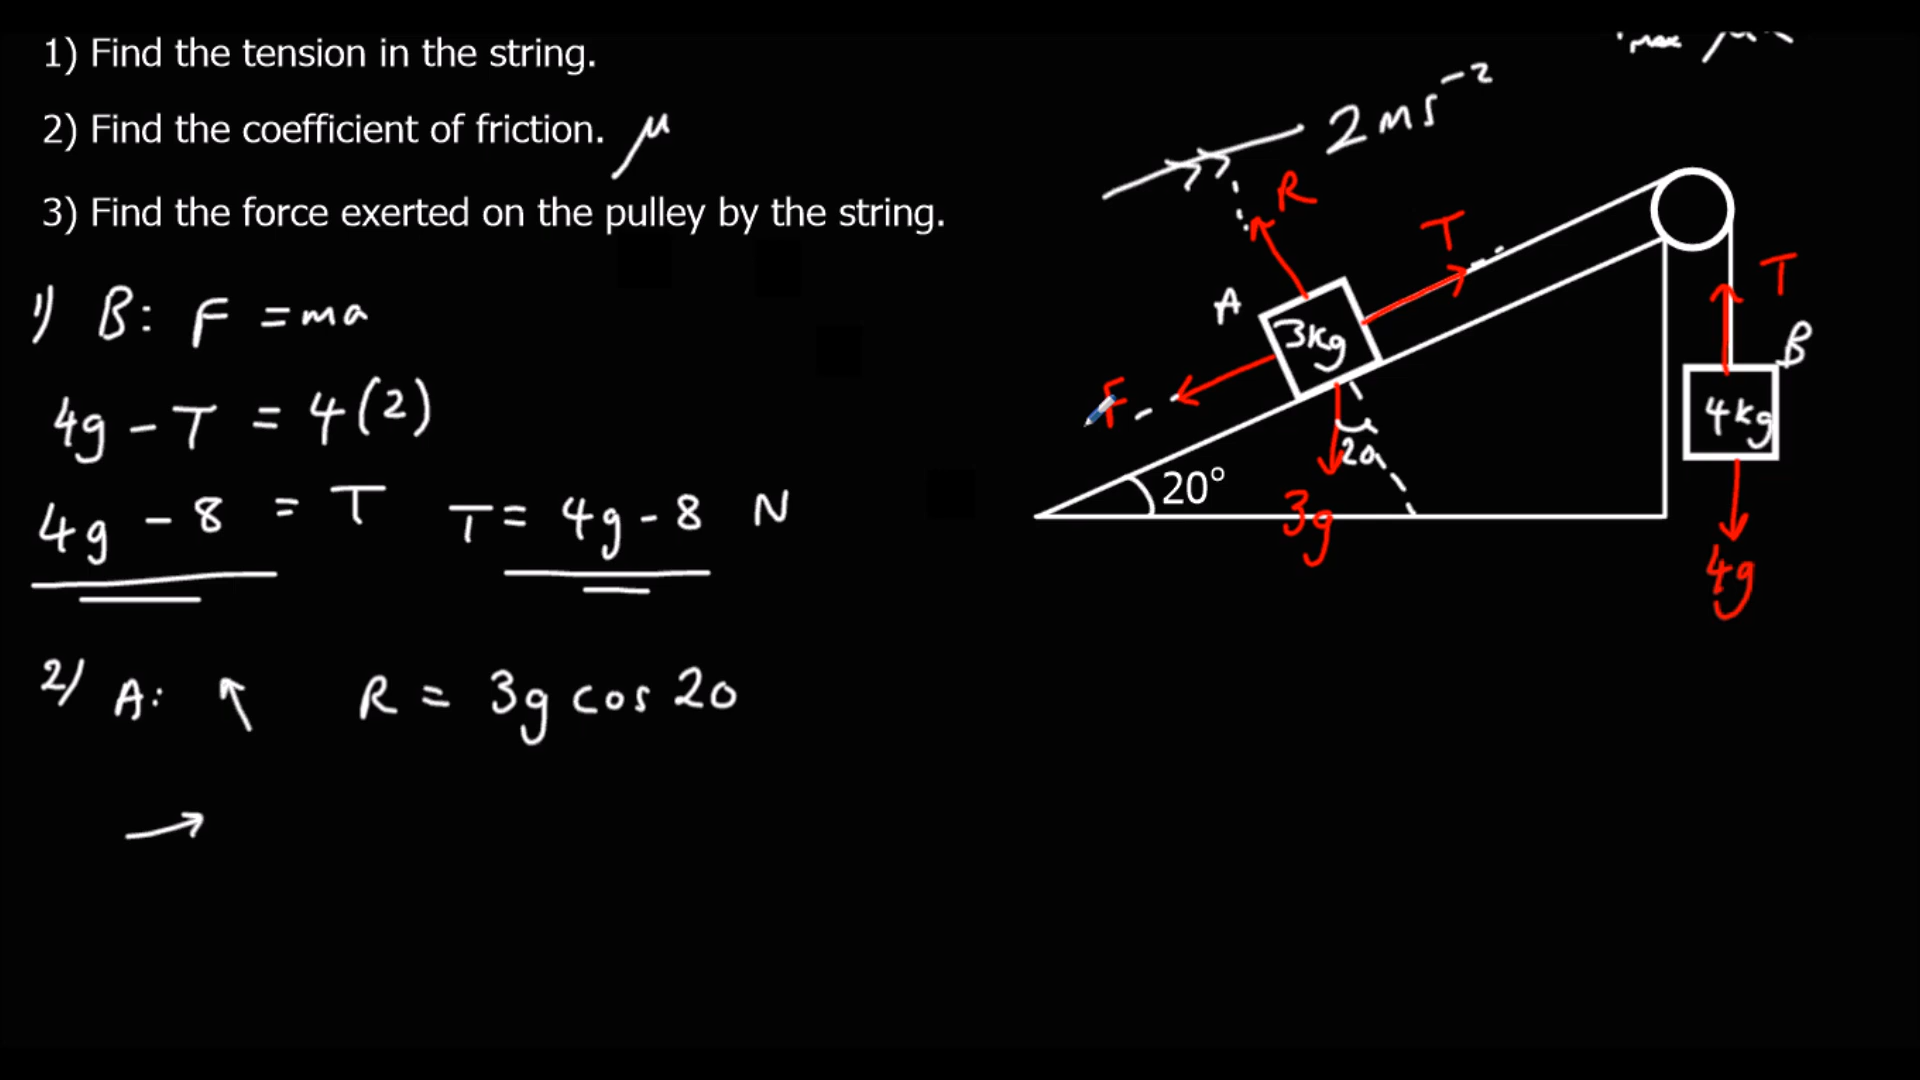 1) Find the tension in the string.
2) Find the coefficient of friction. μ
3) Find the force exerted on the pulley by the string.
1) B: F = ma
4g - T = 4(2)
4g - 8 = T T = 4g - 8 N
2) A: ↖ R = 3g cos 20
→
max
2ms⁻²
R
T
T
A
3kg
B
F
4kg
20
20°
3g
4g